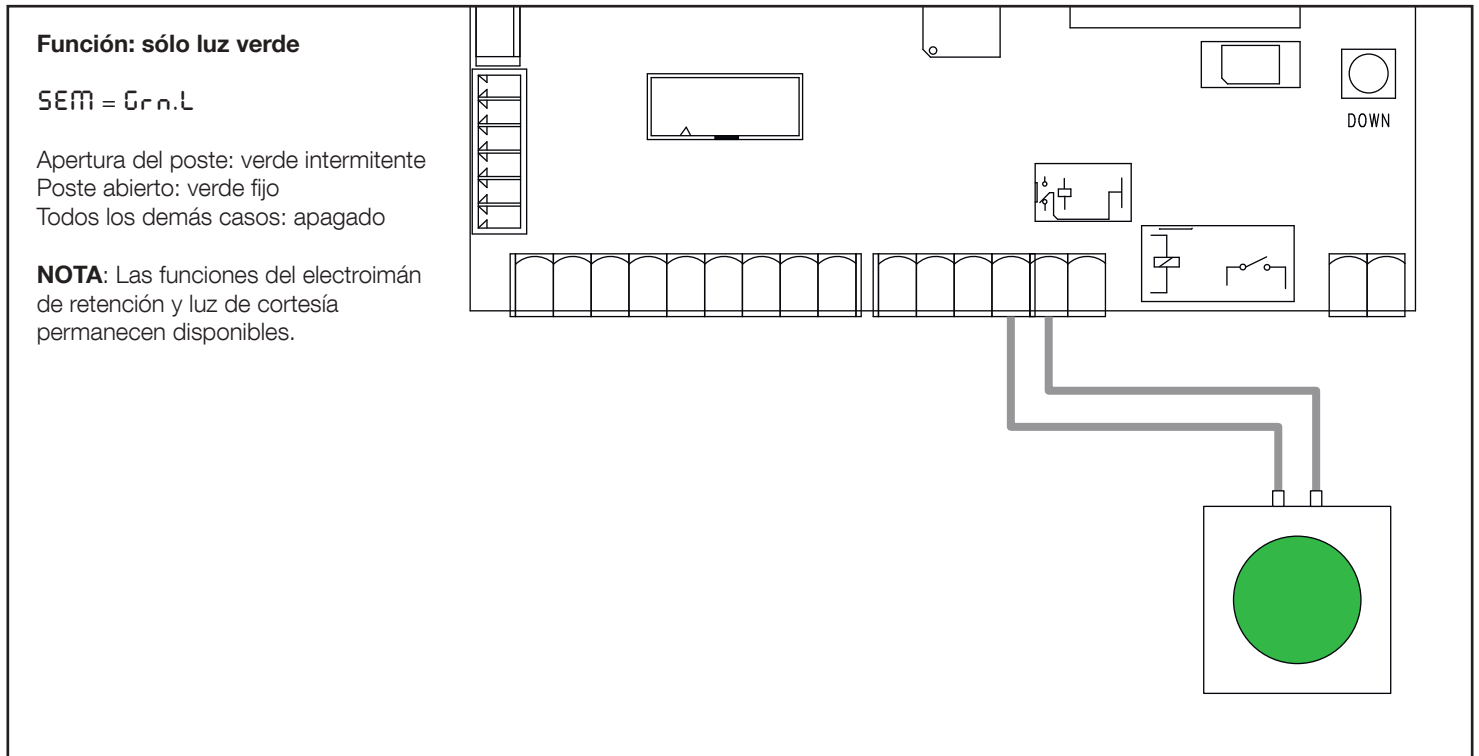 Función: sólo luz verde
SEM = Grn.L
Apertura del poste: verde intermitente
Poste abierto: verde fijo
Todos los demás casos: apagado
NOTA: Las funciones del electroimán
de retención y luz de cortesía
permanecen disponibles.
DOWN